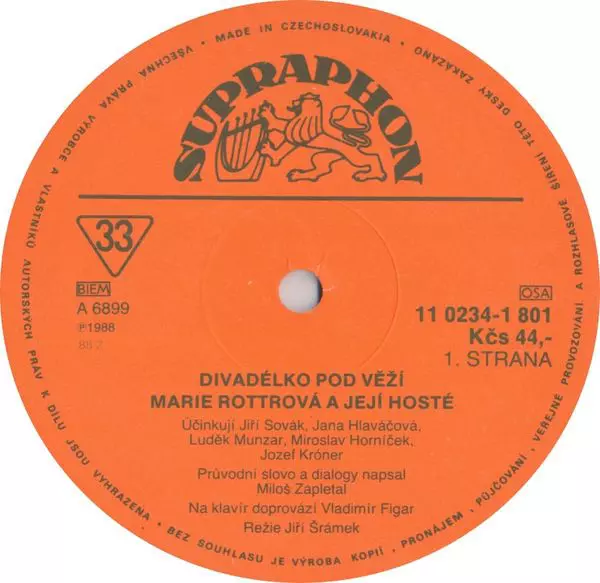 • MADE IN CZECHOSLOVAKIA • VŠECHNA PRÁVA VÝROBCE A VLASTNÍKŮ AUTORSKÝCH PRÁV K DÍLU JSOU VYHRAZENA • BEZ SOUHLASU JE VÝROBA KOPIÍ, PRONÁJEM, PŮJČOVÁNÍ, VEŘEJNÉ PROVOZOVÁNÍ A ROZHLASOVÉ ŠÍŘENÍ TÉTO DESKY ZAKÁZÁNO
SUPRAPHON
33
BIEM
A 6899
℗1988
88 2
OSA
11 0234-1 801
Kčs 44,-
1. STRANA
DIVADÉLKO POD VĚŽÍ
MARIE ROTTROVÁ A JEJÍ HOSTÉ
Účinkují Jiří Sovák, Jana Hlaváčová,
Luděk Munzar, Miroslav Horníček,
Jozef Króner
Průvodní slovo a dialogy napsal
Miloš Zapletal
Na klavír doprovází Vladimír Figar
Režie Jiří Šrámek